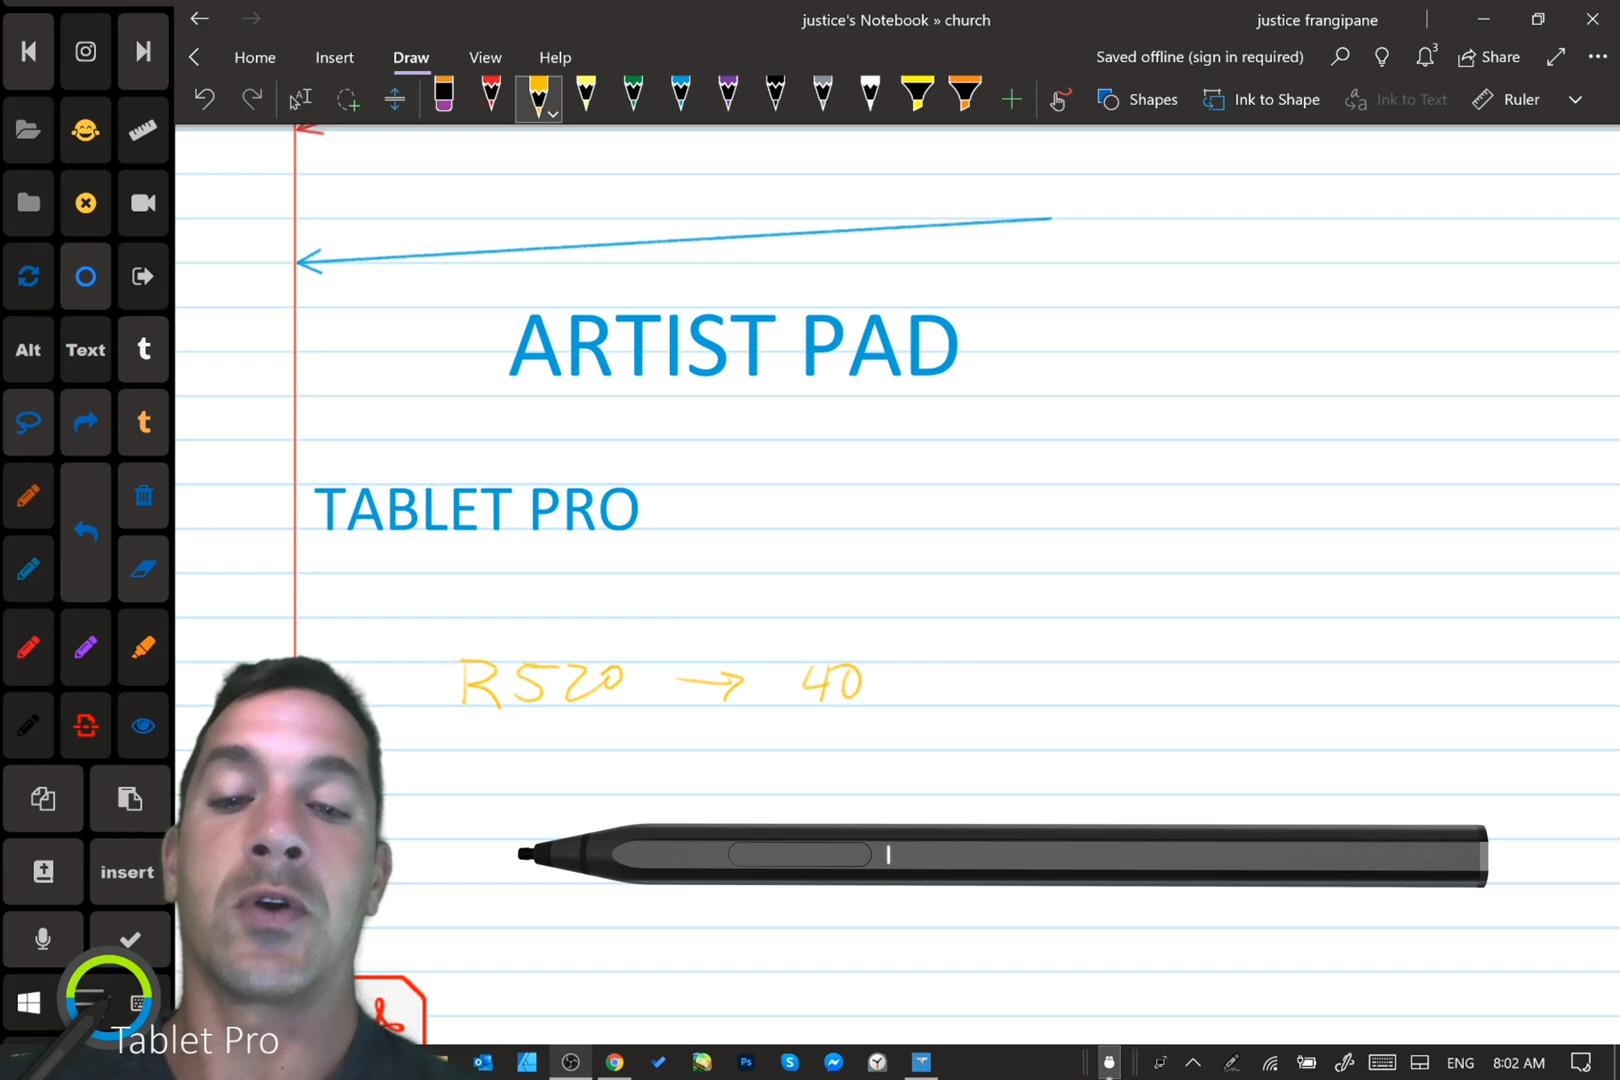 justice's Notebook » church
justice frangipane
Home
Insert
Draw
View
Help
Saved offline (sign in required)
3
Share
Shapes
Ink to Shape
Ink to Text
Ruler
Alt
Text
t
t
ARTIST PAD
TABLET PRO
R520 → 40
insert
Tablet Pro
Ps
ENG
8:02 AM